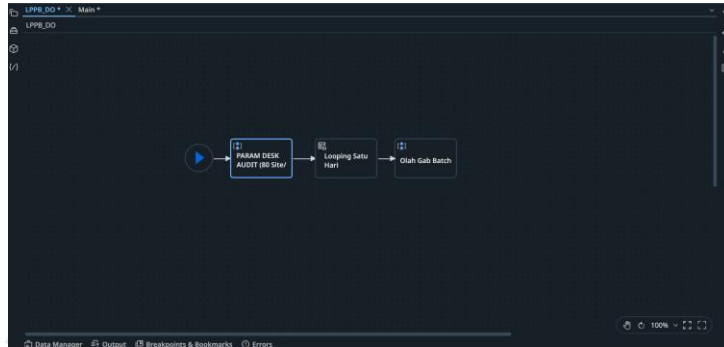 LPPB_DO * × Main *
LPPB_DO
PARAM DESK
AUDIT (80 Site/
Looping Satu
Hari
Olah Gab Batch
100%
Data Manager Output Breakpoints & Bookmarks Errors